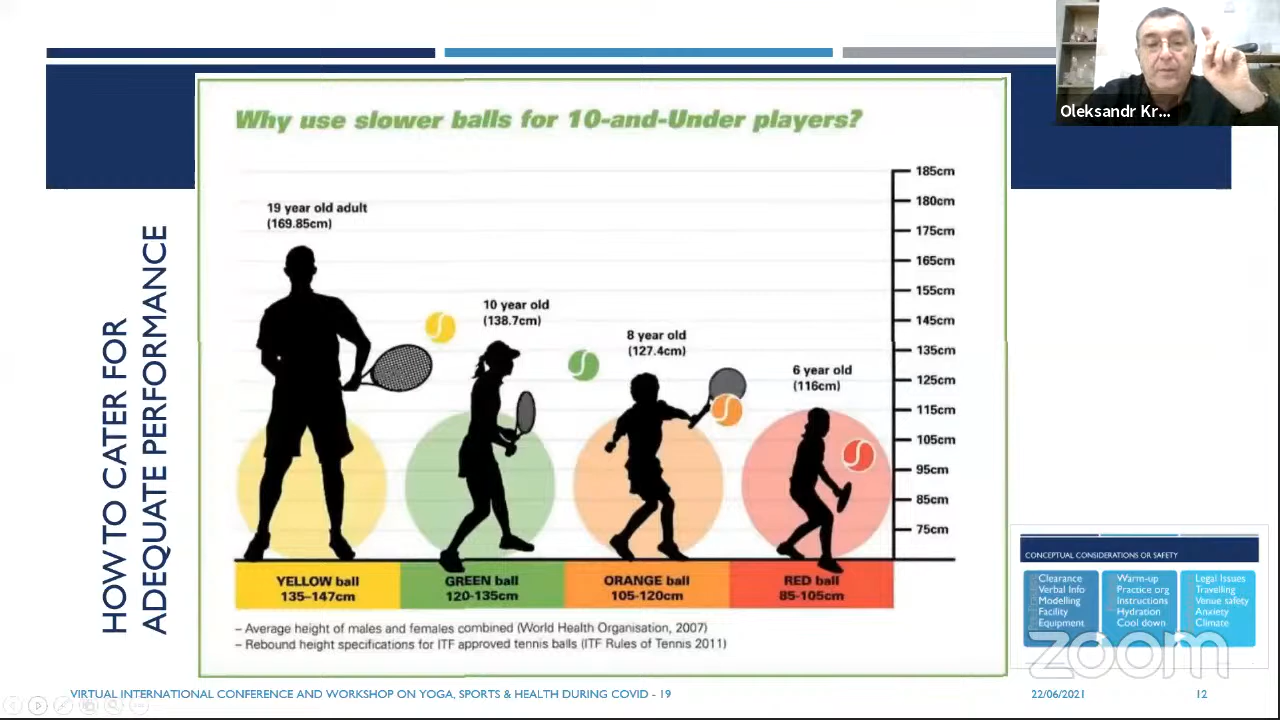 Oleksandr Kr...
HOW TO CATER FOR
ADEQUATE PERFORMANCE
Why use slower balls for 10-and-Under players?
19 year old adult
(169.85cm)
10 year old
(138.7cm)
8 year old
(127.4cm)
6 year old
(116cm)
185cm
180cm
175cm
165cm
155cm
145cm
135cm
125cm
115cm
105cm
95cm
85cm
75cm
YELLOW ball
135–147cm
GREEN ball
120-135cm
ORANGE ball
105-120cm
RED ball
85-105cm
– Average height of males and females combined (World Health Organisation, 2007)
– Rebound height specifications for ITF approved tennis balls (ITF Rules of Tennis 2011)
CONCEPTUAL CONSIDERATIONS OR SAFETY
Clearance
Verbal Info
Modelling
Facility
Equipment
Warm-up
Practice org
Instructions
Hydration
Cool down
Legal Issues
Travelling
Venue safety
Anxiety
Climate
zoom
VIRTUAL INTERNATIONAL CONFERENCE AND WORKSHOP ON YOGA, SPORTS & HEALTH DURING COVID - 19
22/06/2021
12